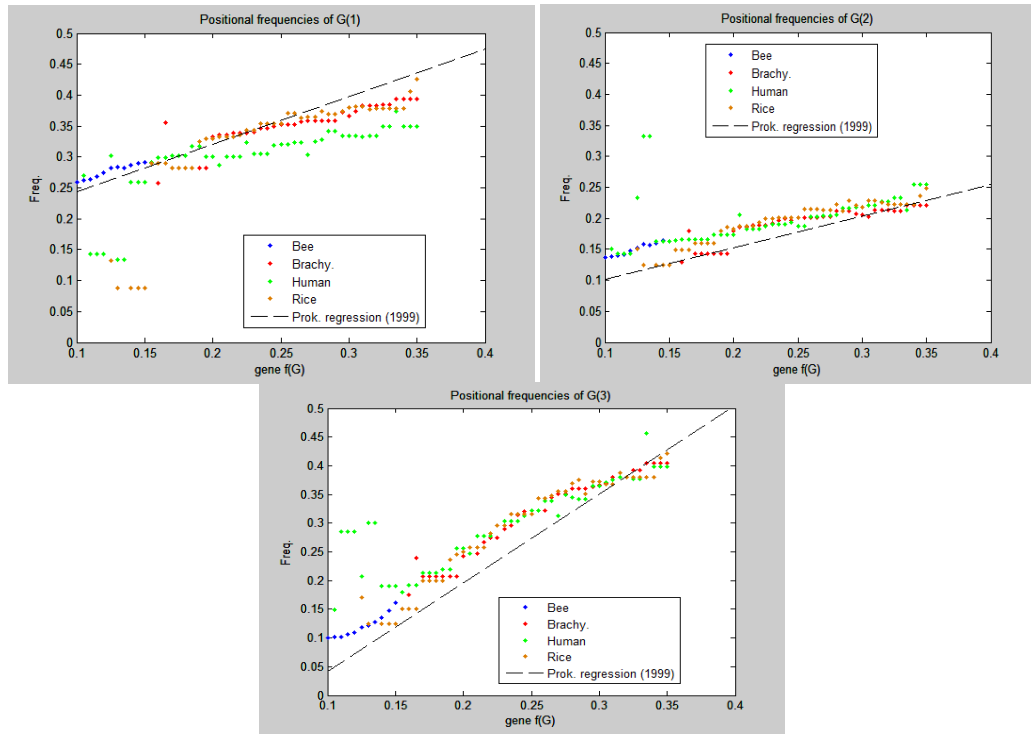 Positional frequencies of G(1)
0.5
0.45
0.4
0.35
0.3
0.25
0.2
0.15
0.1
0.05
0
Freq.
Bee
Brachy.
Human
Rice
Prok. regression (1999)
0.1 0.15 0.2 0.25 0.3 0.35 0.4
gene f(G)
Positional frequencies of G(2)
0.5
0.45
0.4
0.35
0.3
0.25
0.2
0.15
0.1
0.05
0
Freq.
Bee
Brachy.
Human
Rice
Prok. regression (1999)
0.1 0.15 0.2 0.25 0.3 0.35 0.4
gene f(G)
Positional frequencies of G(3)
0.5
0.45
0.4
0.35
0.3
0.25
0.2
0.15
0.1
0.05
0
Freq.
Bee
Brachy.
Human
Rice
Prok. regression (1999)
0.1 0.15 0.2 0.25 0.3 0.35 0.4
gene f(G)